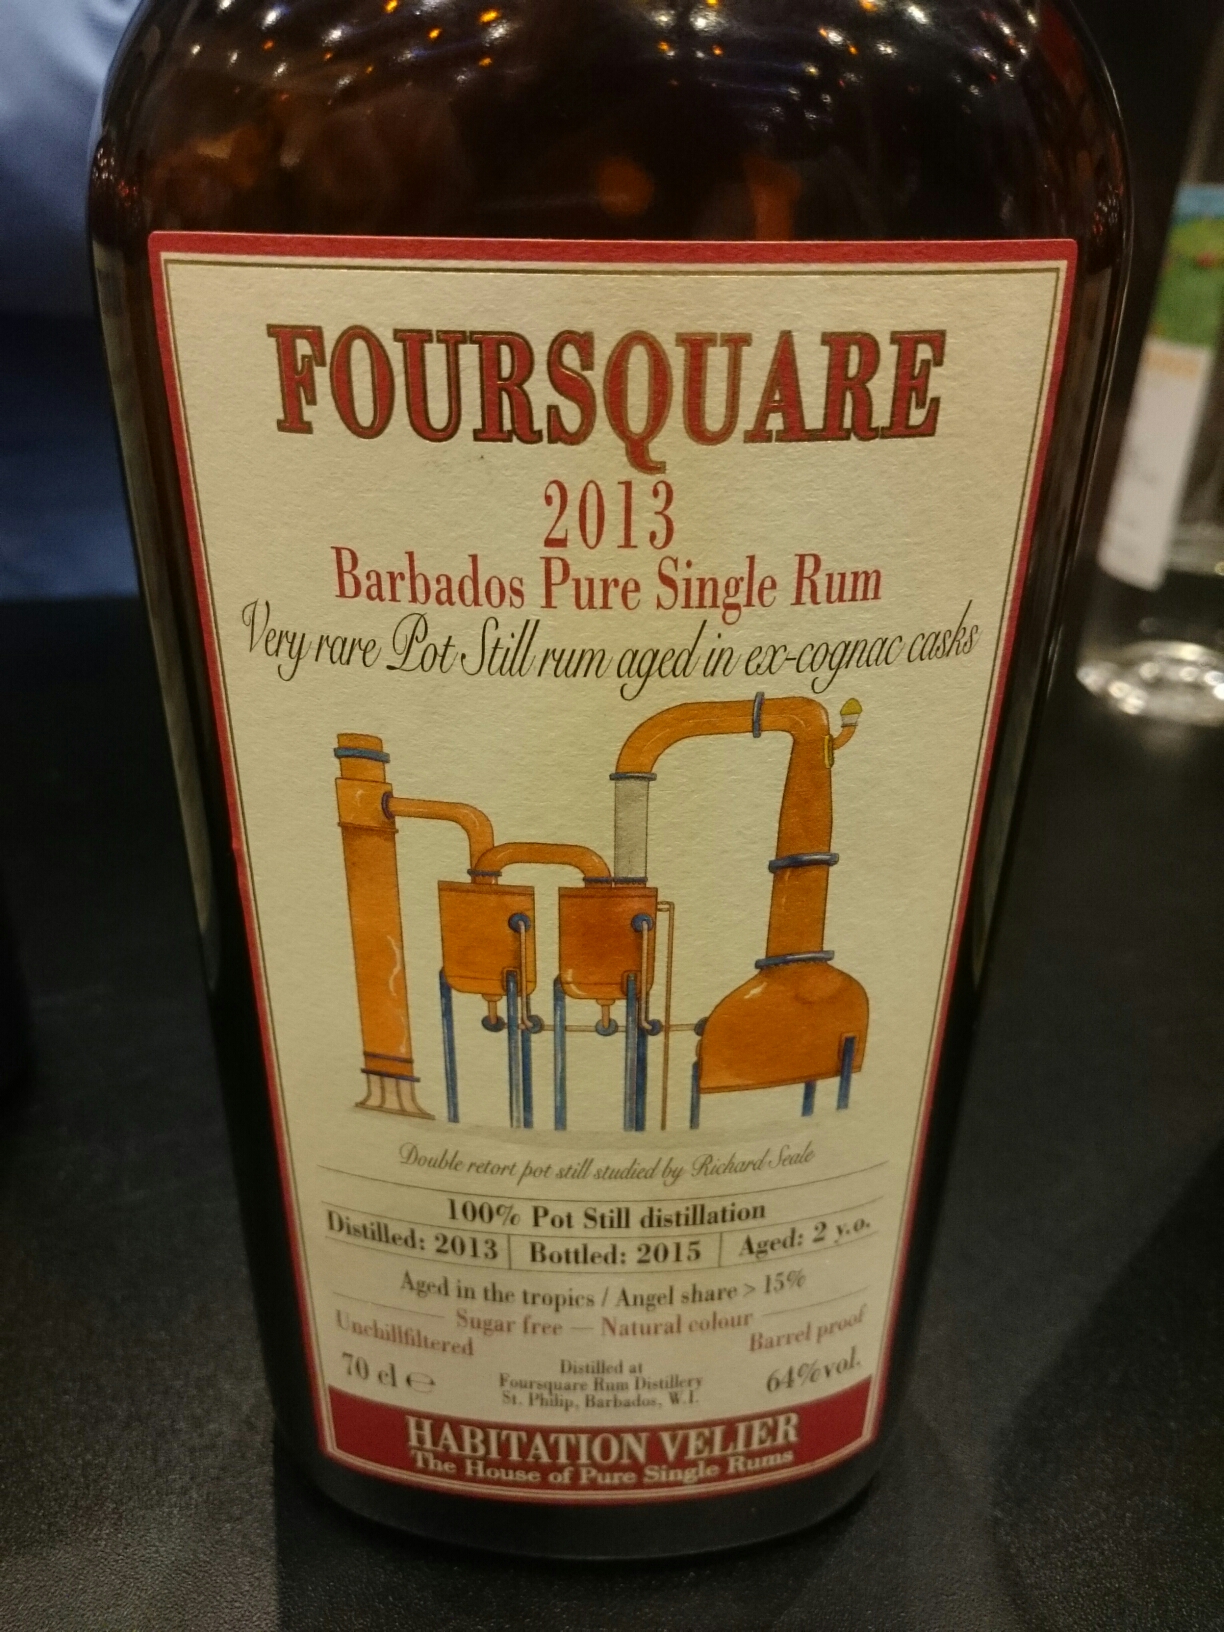 FOURSQUARE
2013
Barbados Pure Single Rum
Very rare Pot Still rum aged in ex-cognac casks
Double retort pot still studied by Richard Seale
100% Pot Still distillation
Distilled: 2013 | Bottled: 2015 | Aged: 2 y.o.
Aged in the tropics / Angel share > 15%
Sugar free — Natural colour
Unchillfiltered
Barrel proof
70 cl ℮
Distilled at
Foursquare Rum Distillery
St. Philip, Barbados, W.I.
64%vol.
HABITATION VELIER
The House of Pure Single Rums